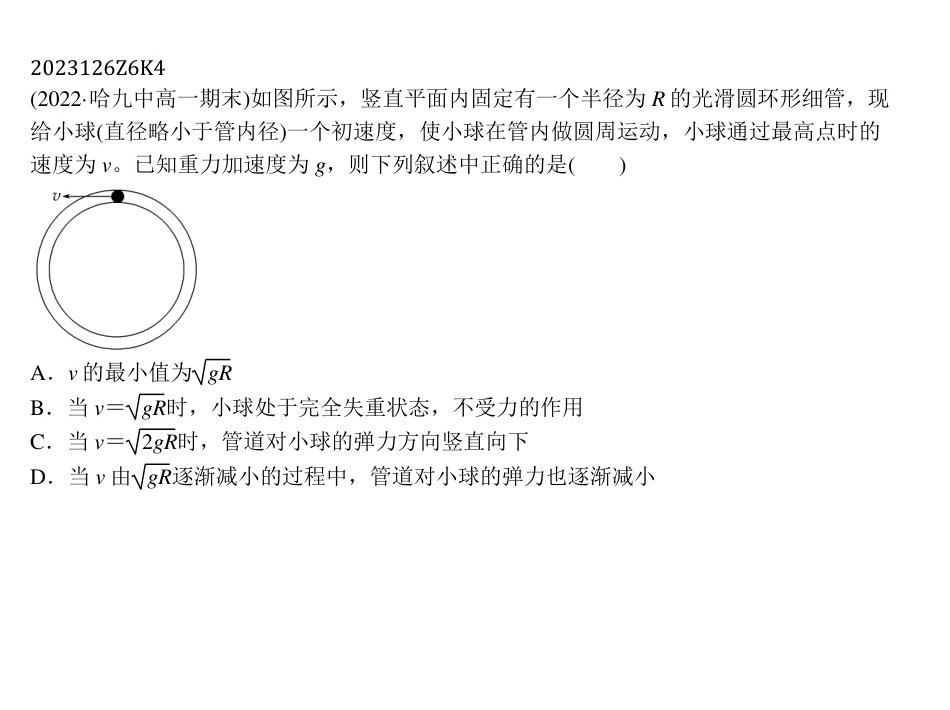 2023126Z6K4
(2022·哈九中高一期末)如图所示，竖直平面内固定有一个半径为 R 的光滑圆环形细管，现
给小球(直径略小于管内径)一个初速度，使小球在管内做圆周运动，小球通过最高点时的
速度为 v。已知重力加速度为 g，则下列叙述中正确的是(　　)
v
A．v 的最小值为√gR
B．当 v＝√gR时，小球处于完全失重状态，不受力的作用
C．当 v＝√2gR时，管道对小球的弹力方向竖直向下
D．当 v 由√gR逐渐减小的过程中，管道对小球的弹力也逐渐减小